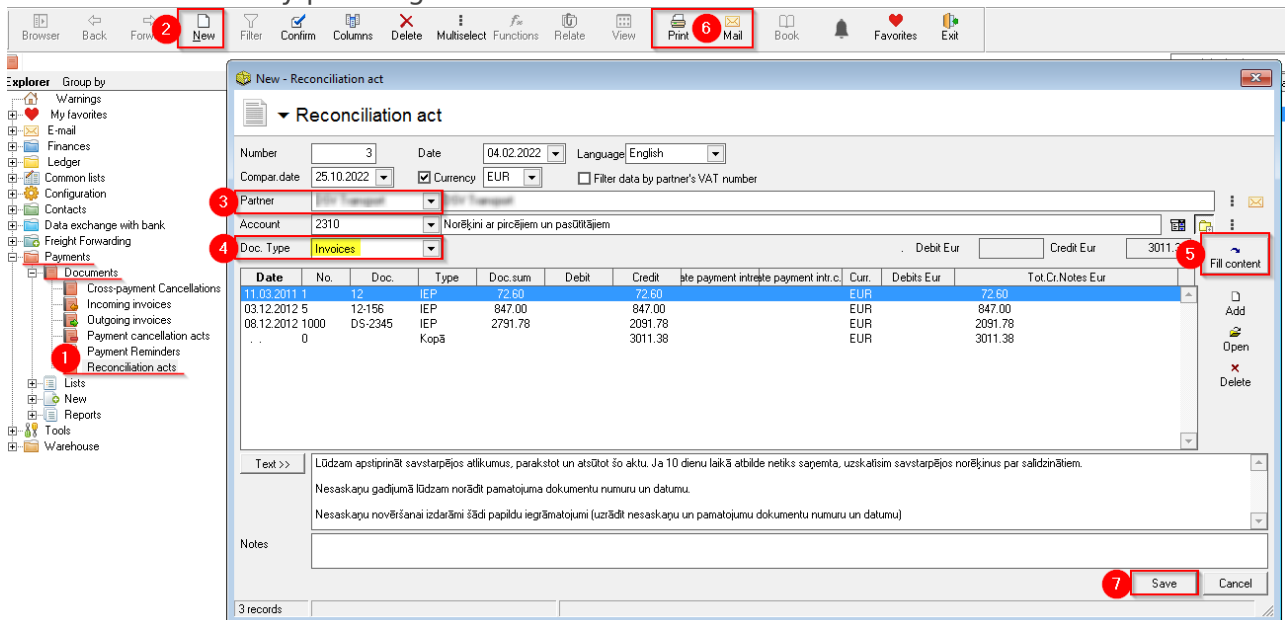 Browser Back New Filter Confirm Columns Delete Multiselect Functions Relate View Print Mail Book Favorites Exit
2
6
Explorer Group by
Warnings
My favorites
E-mail
Finances
Ledger
Common lists
Configuration
Contacts
Data exchange with bank
Freight Forwarding
Payments
Documents
Cross-payment Cancellations
Incoming invoices
Outgoing invoices
Payment cancellation acts
Payment Reminders
1
Reconciliation acts
Lists
New
Reports
Tools
Warehouse
New - Reconciliation act
Reconciliation act
Number 3 Date 04.02.2022 Language English
Compar.date 25.10.2022 Currency EUR Filter data by partner's VAT number
3 Partner
Account 2310 Norēķini ar pircējiem un pasūtītājiem
4 Doc. Type Invoices . Debit Eur Credit Eur
5 Fill content
Date No. Doc. Type Doc.sum Debit Credit Curr. Debits Eur Tot.Cr.Notes Eur
11.03.2011 1 12 IEP 72.60 72.60 EUR 72.60
03.12.2012 5 12-156 IEP 847.00 847.00 EUR 847.00
08.12.2012 1000 DS-2345 IEP 2791.78 2091.78 EUR 2091.78
. . 0 Kopā 3011.38 EUR 3011.38
Add
Open
Delete
Text >> Lūdzam apstiprināt savstarpējos atlikumus, parakstot un atsūtot šo aktu. Ja 10 dienu laikā atbilde netiks saņemta, uzskatīsim savstarpējos norēķinus par salīdzinātiem.
Nesaskaņu gadījumā lūdzam norādīt pamatojuma dokumentu numuru un datumu.
Nesaskaņu novēršanai izdarāmi šādi papildu iegrāmatojumi (uzrādīt nesaskaņu un pamatojumu dokumentu numuru un datumu)
Notes
7 Save Cancel
3 records